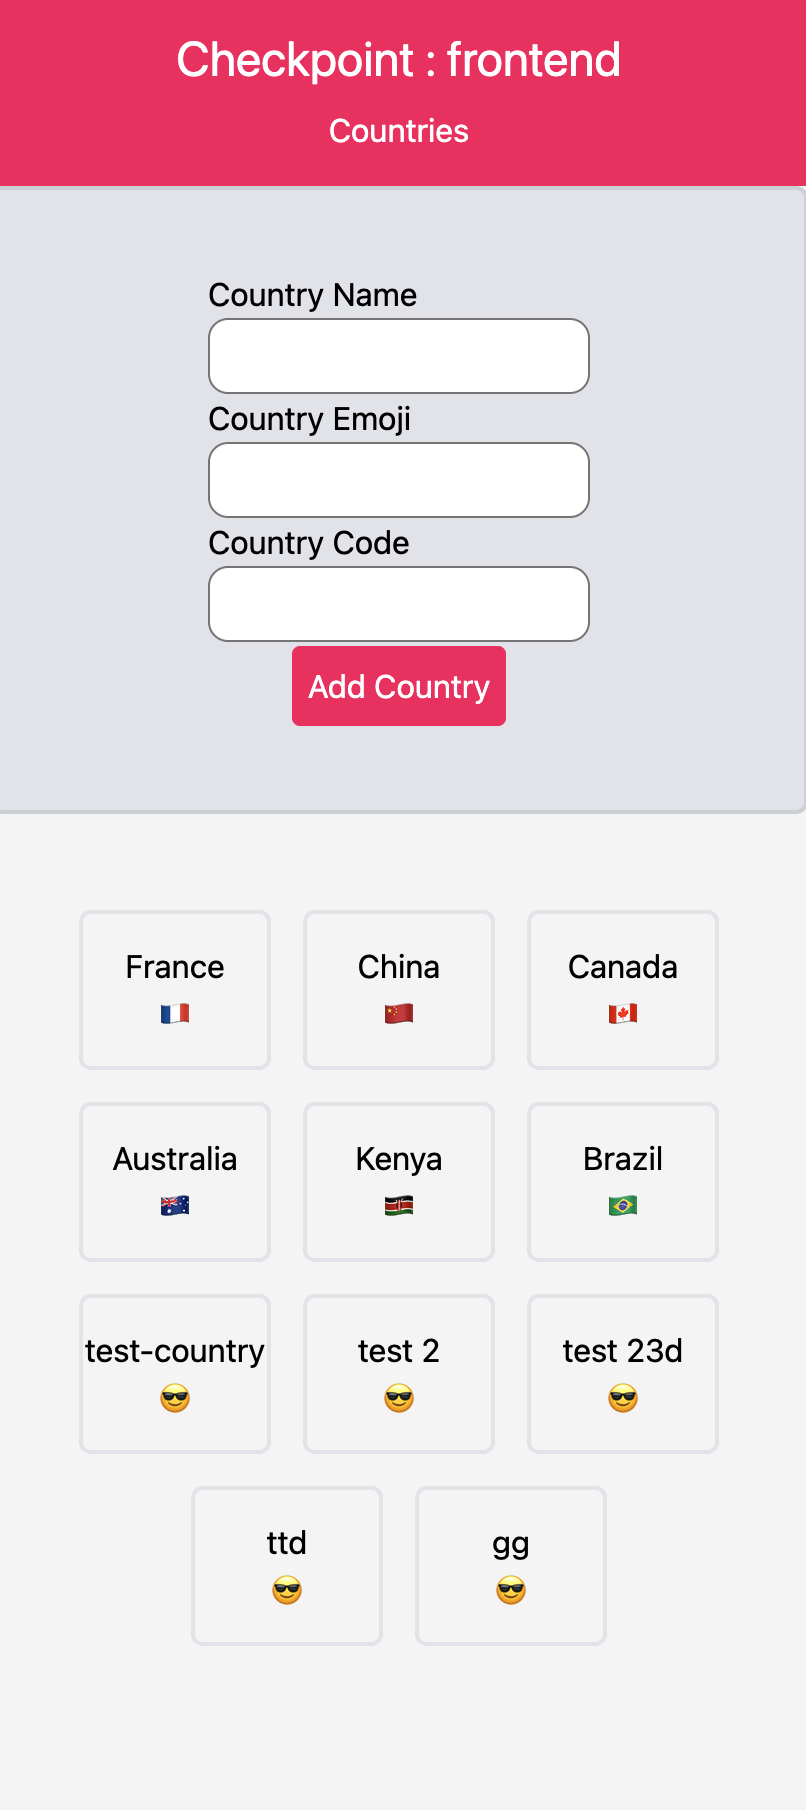 Checkpoint : frontend
Countries
Country Name
Country Emoji
Country Code
Add Country
France China Canada
🇫🇷 🇨🇳 🇨🇦
Australia Kenya Brazil
🇦🇺 🇰🇪 🇧🇷
test-country test 2 test 23d
😎 😎 😎
ttd gg
😎 😎